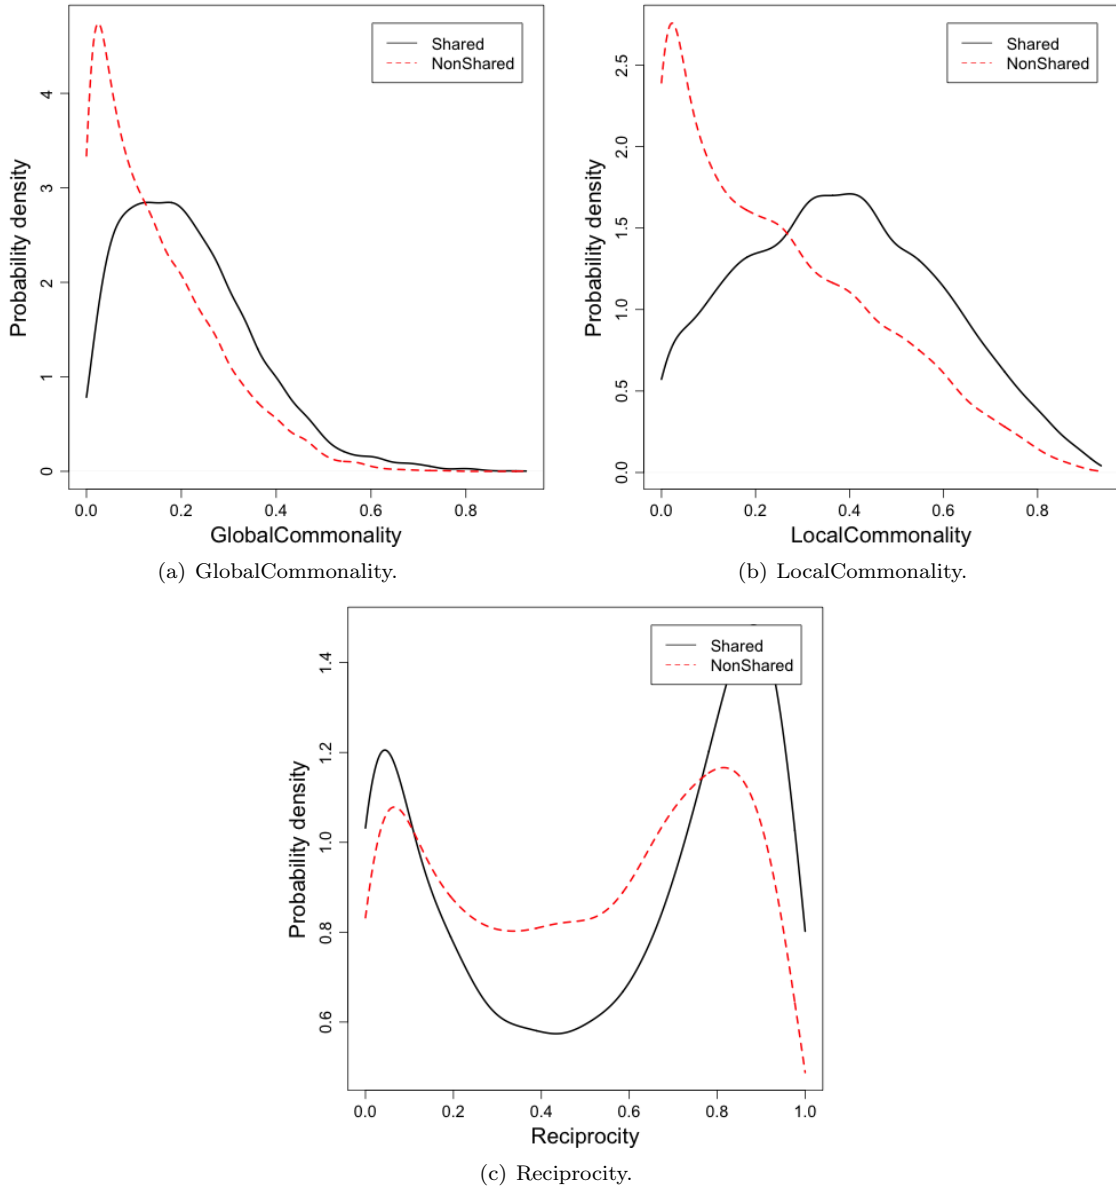 Shared
NonShared
Probability density
0
1
2
3
4
0.0 0.2 0.4 0.6 0.8
GlobalCommonality
(a) GlobalCommonality.
Shared
NonShared
Probability density
0.0
0.5
1.0
1.5
2.0
2.5
0.0 0.2 0.4 0.6 0.8
LocalCommonality
(b) LocalCommonality.
Shared
NonShared
Probability density
0.6
0.8
1.0
1.2
1.4
0.0 0.2 0.4 0.6 0.8 1.0
Reciprocity
(c) Reciprocity.